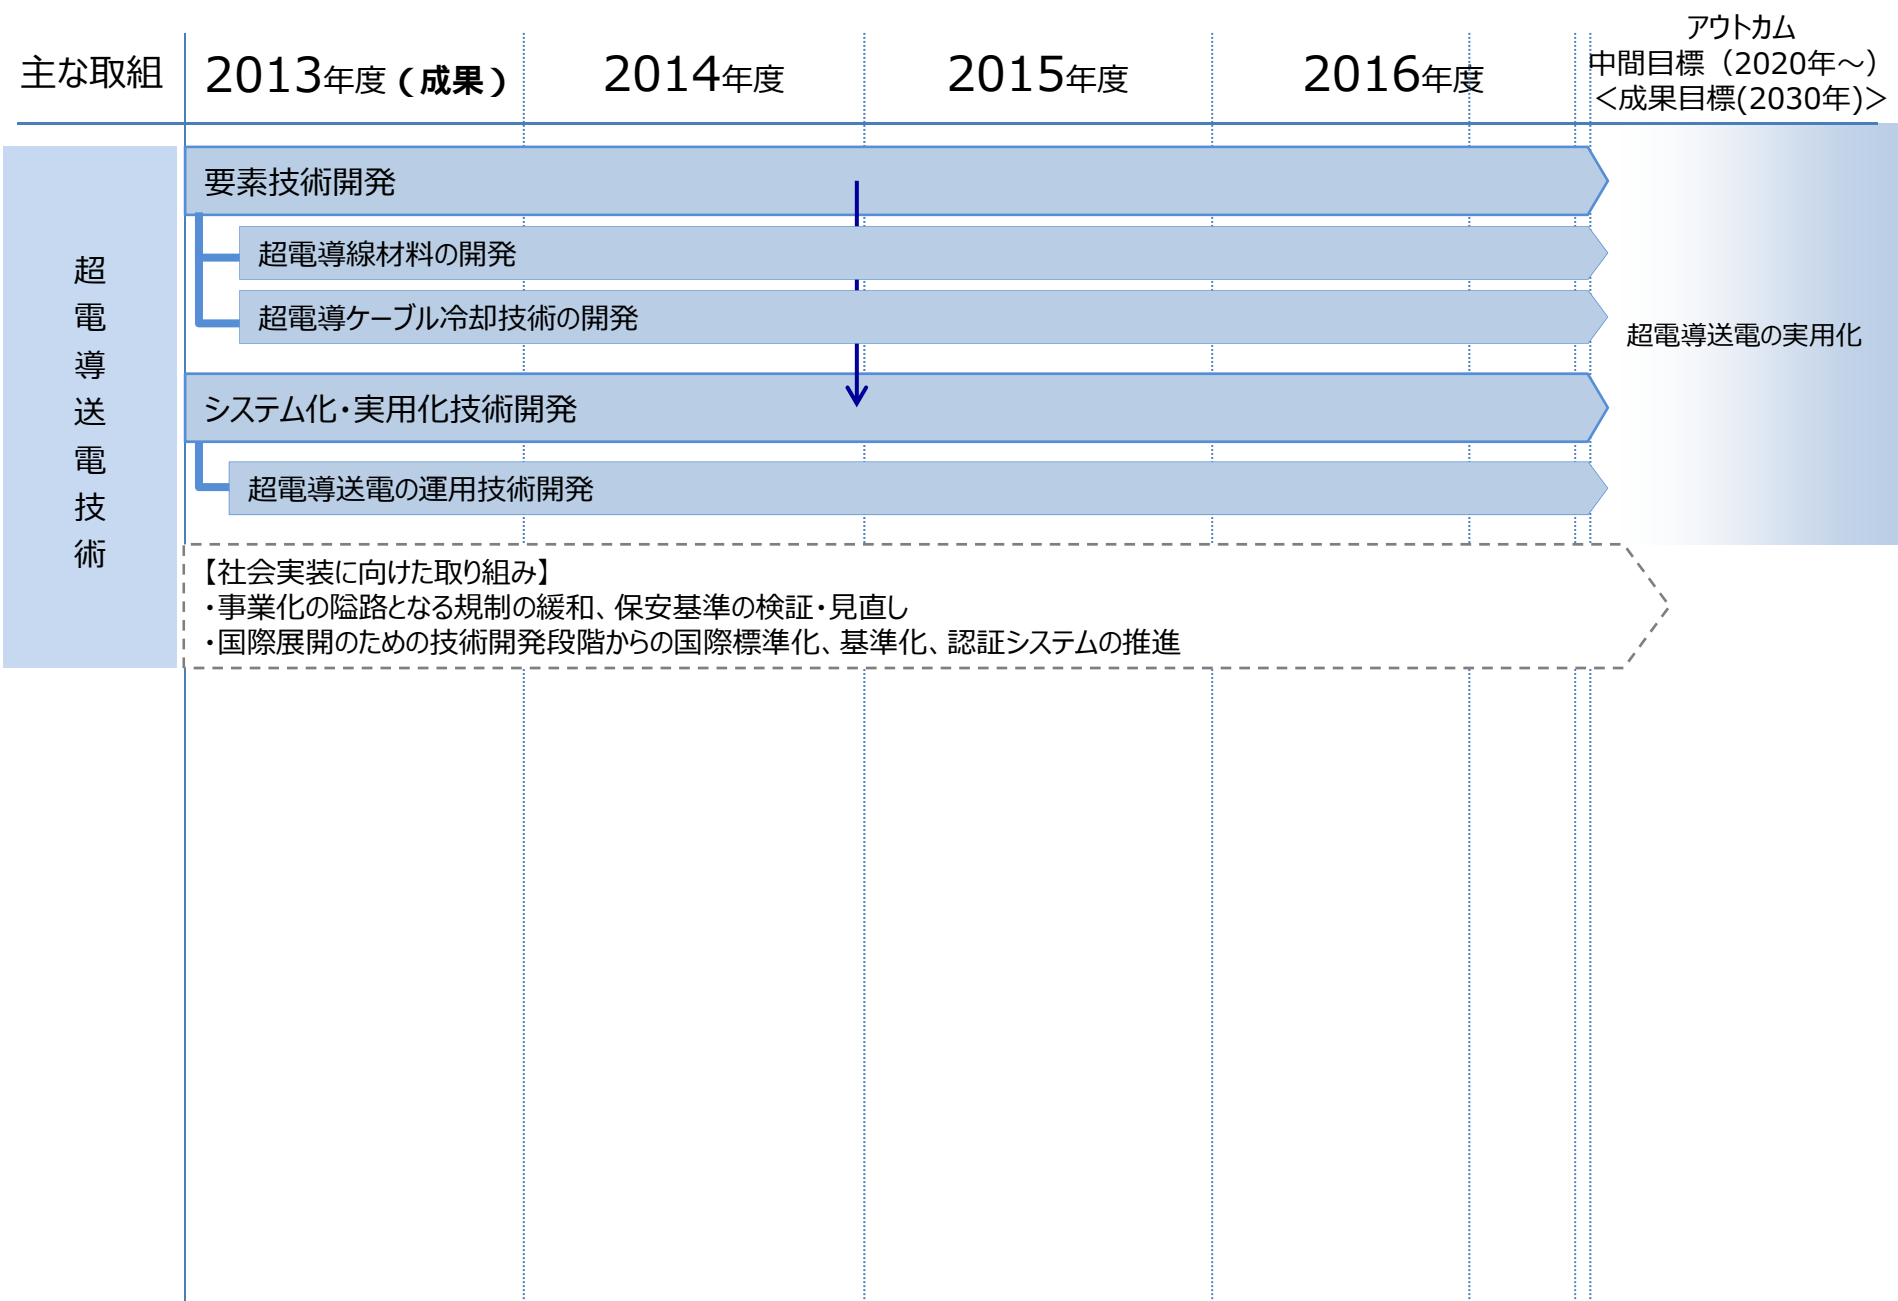 主な取組
2013年度（成果）
2014年度
2015年度
2016年度
アウトカム
中間目標（2020年～）
＜成果目標(2030年)＞
超電導送電技術
要素技術開発
超電導線材料の開発
超電導ケーブル冷却技術の開発
システム化・実用化技術開発
超電導送電の運用技術開発
超電導送電の実用化
【社会実装に向けた取り組み】
・事業化の隘路となる規制の緩和、保安基準の検証・見直し
・国際展開のための技術開発段階からの国際標準化、基準化、認証システムの推進